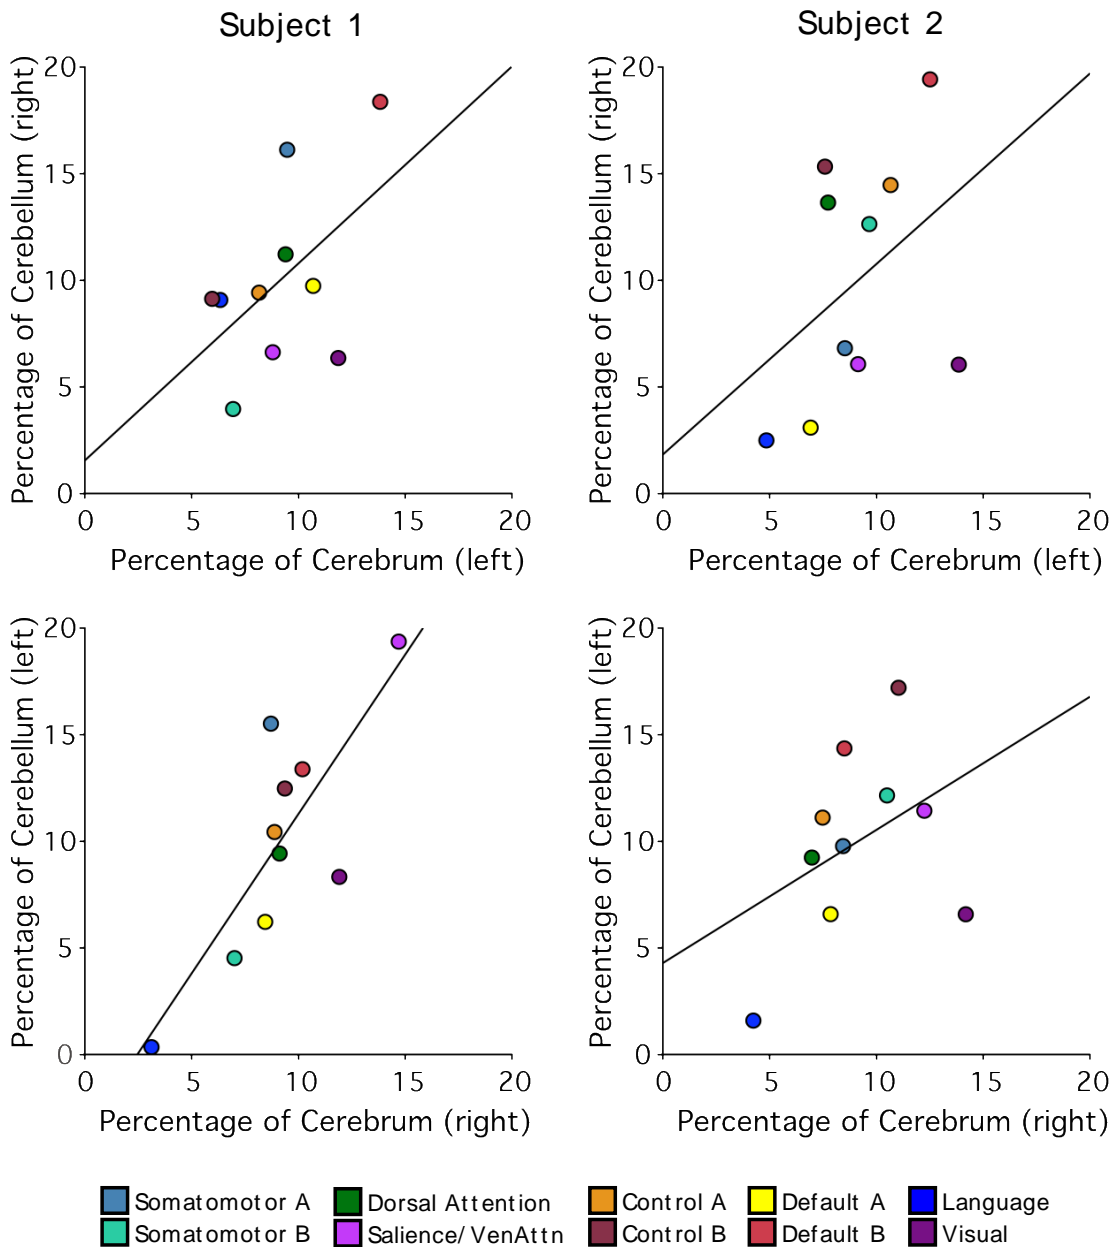 Subject 1
Subject 2
Percentage of Cerebellum (right)
20
15
10
5
0
0 5 10 15 20
Percentage of Cerebrum (left)
Percentage of Cerebellum (right)
20
15
10
5
0
0 5 10 15 20
Percentage of Cerebrum (left)
Percentage of Cerebellum (left)
20
15
10
5
0
0 5 10 15 20
Percentage of Cerebrum (right)
Percentage of Cerebellum (left)
20
15
10
5
0
0 5 10 15 20
Percentage of Cerebrum (right)
Somatomotor A
Dorsal Attention
Control A
Default A
Language
Somatomotor B
Salience/ VenAttn
Control B
Default B
Visual